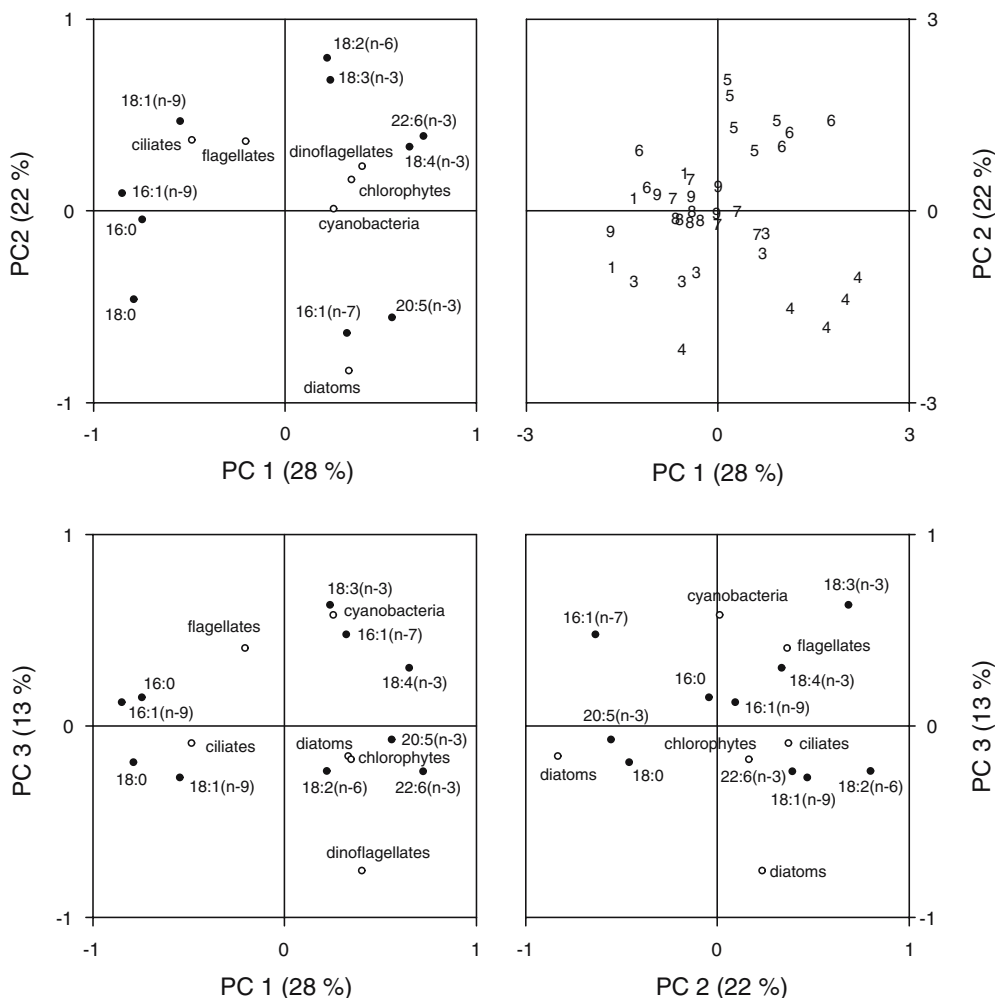 1
18:2(n-6)
18:3(n-3)
18:1(n-9)
22:6(n-3)
ciliates
flagellates
dinoflagellates
18:4(n-3)
16:1(n-9)
chlorophytes
0
16:0
cyanobacteria
18:0
16:1(n-7)
20:5(n-3)
diatoms
-1
-1
0
1
PC2 (22 %)
PC 1 (28 %)
3
5
5
5
5
6
6
5
6
6
1
7
6
1
9
7
9
9
0
9
8
9
7
8
8
8
8
7
9
7
3
3
1
3
3
3
4
4
4
4
4
-3
-3
0
3
PC 2 (22 %)
PC 1 (28 %)
1
18:3(n-3)
cyanobacteria
flagellates
16:1(n-7)
18:4(n-3)
16:0
16:1(n-9)
0
ciliates
diatoms
20:5(n-3)
chlorophytes
18:0
18:1(n-9)
18:2(n-6)
22:6(n-3)
dinoflagellates
-1
-1
0
1
PC 3 (13 %)
PC 1 (28 %)
1
18:3(n-3)
cyanobacteria
16:1(n-7)
flagellates
18:4(n-3)
16:0
16:1(n-9)
20:5(n-3)
0
chlorophytes
ciliates
diatoms
18:0
22:6(n-3)
18:1(n-9)
18:2(n-6)
diatoms
-1
-1
0
1
PC 3 (13 %)
PC 2 (22 %)